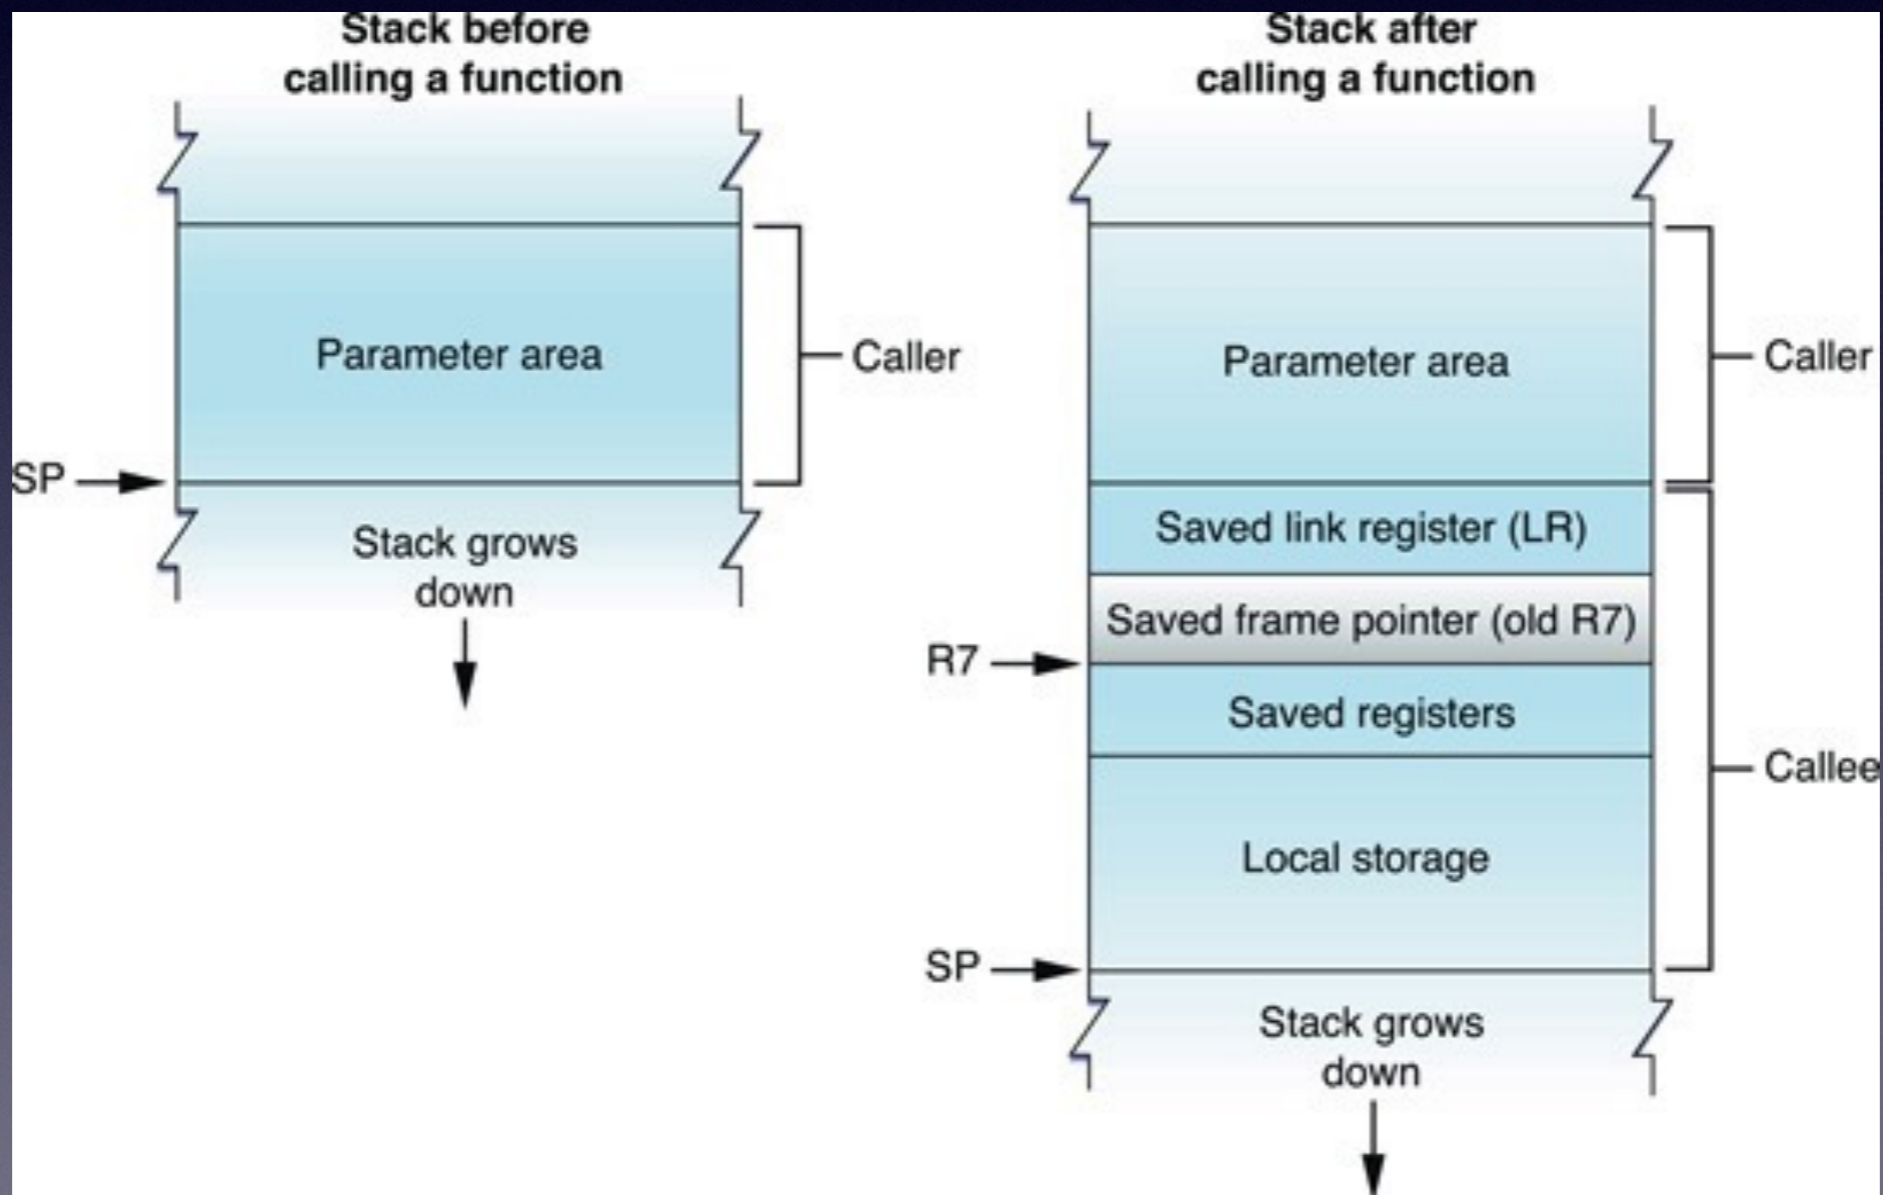 Stack before
calling a function
Parameter area
Caller
SP
Stack grows
down
Stack after
calling a function
Parameter area
Caller
Saved link register (LR)
Saved frame pointer (old R7)
R7
Saved registers
Callee
Local storage
SP
Stack grows
down